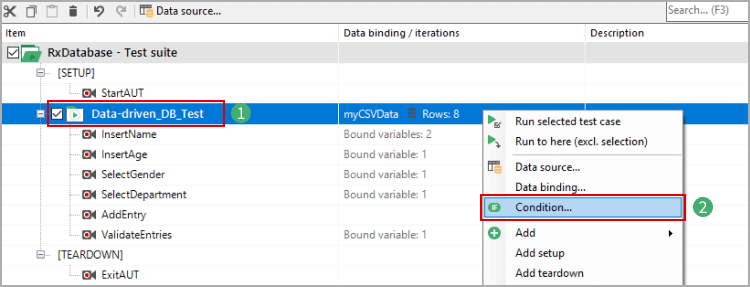 Data source... Search... (F3)
Item Data binding / iterations Description
RxDatabase - Test suite
[SETUP]
StartAUT
Data-driven_DB_Test 1 myCSVData Rows: 8
InsertName Bound variables: 2
InsertAge Bound variable: 1
SelectGender Bound variable: 1
SelectDepartment Bound variable: 1
AddEntry
ValidateEntries Bound variable: 1
[TEARDOWN]
ExitAUT
Run selected test case
Run to here (excl. selection)
Data source...
Data binding...
IF Condition... 2
Add
Add setup
Add teardown